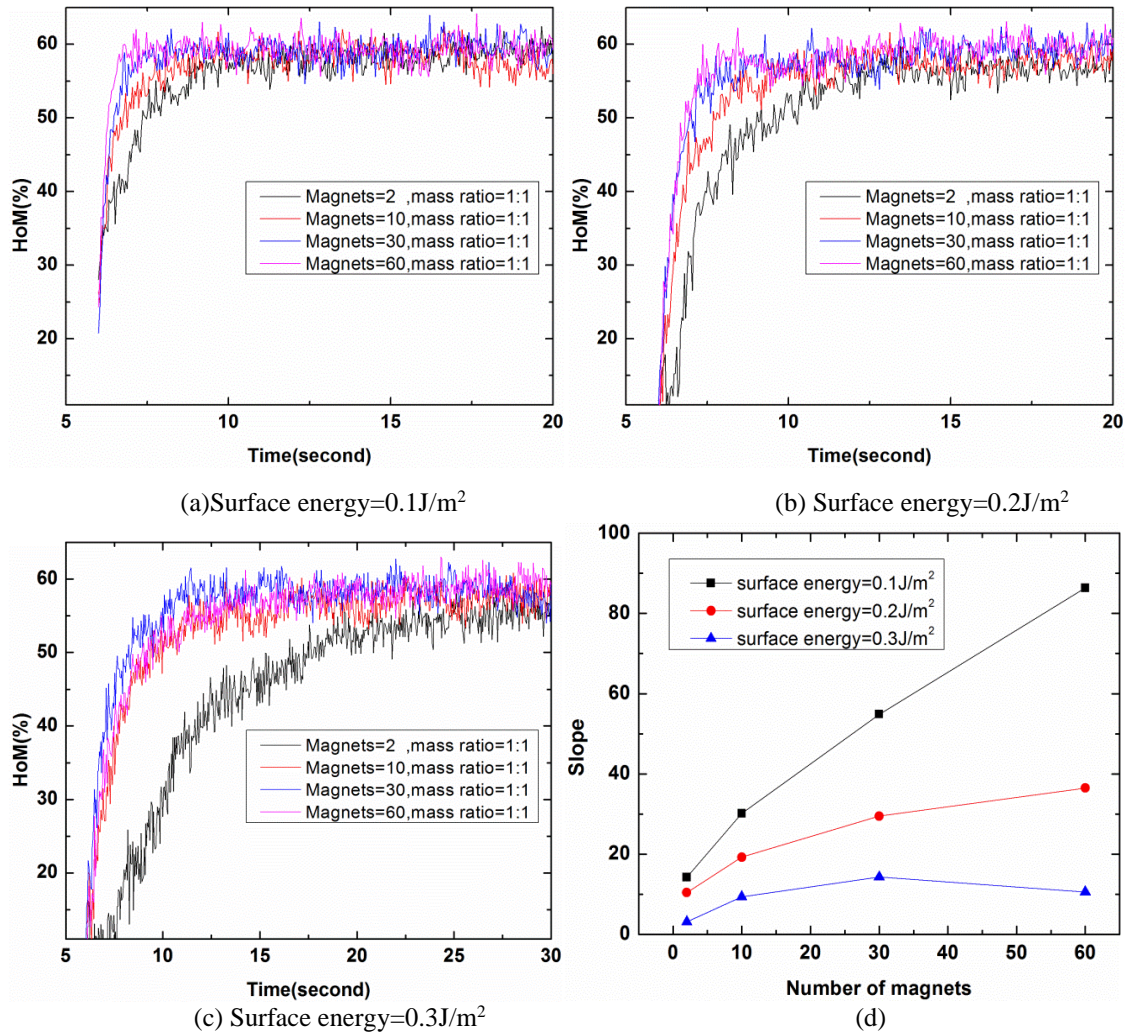 HoM(%)
60
50
40
30
20
Magnets=2 ,mass ratio=1:1
Magnets=10,mass ratio=1:1
Magnets=30,mass ratio=1:1
Magnets=60,mass ratio=1:1
5 10 15 20
Time(second)
(a)Surface energy=0.1J/m²
HoM(%)
60
50
40
30
20
Magnets=2 ,mass ratio=1:1
Magnets=10,mass ratio=1:1
Magnets=30,mass ratio=1:1
Magnets=60,mass ratio=1:1
5 10 15 20
Time(second)
(b) Surface energy=0.2J/m²
HoM(%)
60
50
40
30
20
Magnets=2 ,mass ratio=1:1
Magnets=10,mass ratio=1:1
Magnets=30,mass ratio=1:1
Magnets=60,mass ratio=1:1
5 10 15 20 25 30
Time(second)
(c) Surface energy=0.3J/m²
Slope
100
80
60
40
20
0
surface energy=0.1J/m²
surface energy=0.2J/m²
surface energy=0.3J/m²
0 10 20 30 40 50 60
Number of magnets
(d)